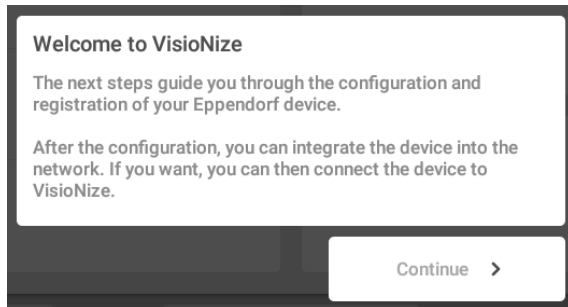 Welcome to VisioNize
The next steps guide you through the configuration and
registration of your Eppendorf device.
After the configuration, you can integrate the device into the
network. If you want, you can then connect the device to
VisioNize.
Continue